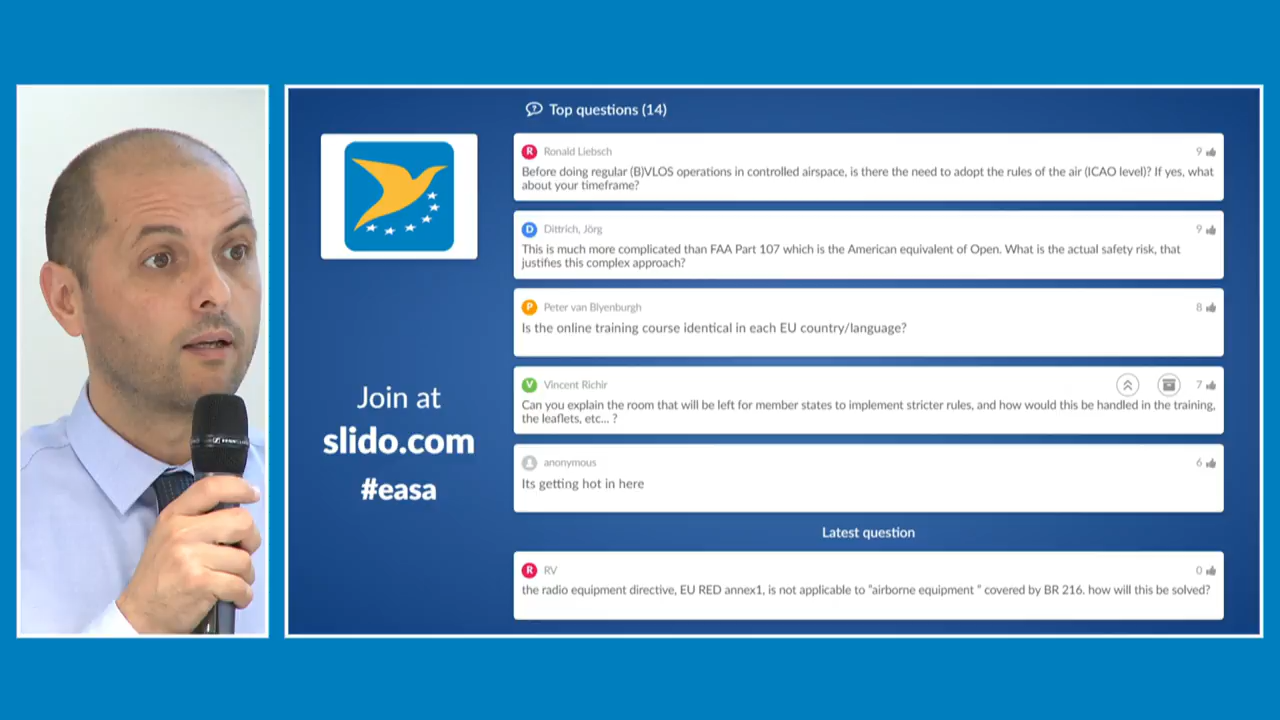 Top questions (14)
R Ronald Liebsch 9
Before doing regular (B)VLOS operations in controlled airspace, is there the need to adopt the rules of the air (ICAO level)? If yes, what
about your timeframe?
D Dittrich, Jörg 9
This is much more complicated than FAA Part 107 which is the American equivalent of Open. What is the actual safety risk, that
justifies this complex approach?
P Peter van Blyenburgh 8
Is the online training course identical in each EU country/language?
V Vincent Richir 7
Can you explain the room that will be left for member states to implement stricter rules, and how would this be handled in the training,
the leaflets, etc... ?
anonymous 6
Its getting hot in here
Latest question
R RV 0
the radio equipment directive, EU RED annex1, is not applicable to "airborne equipment " covered by BR 216. how will this be solved?
Join at
slido.com
#easa